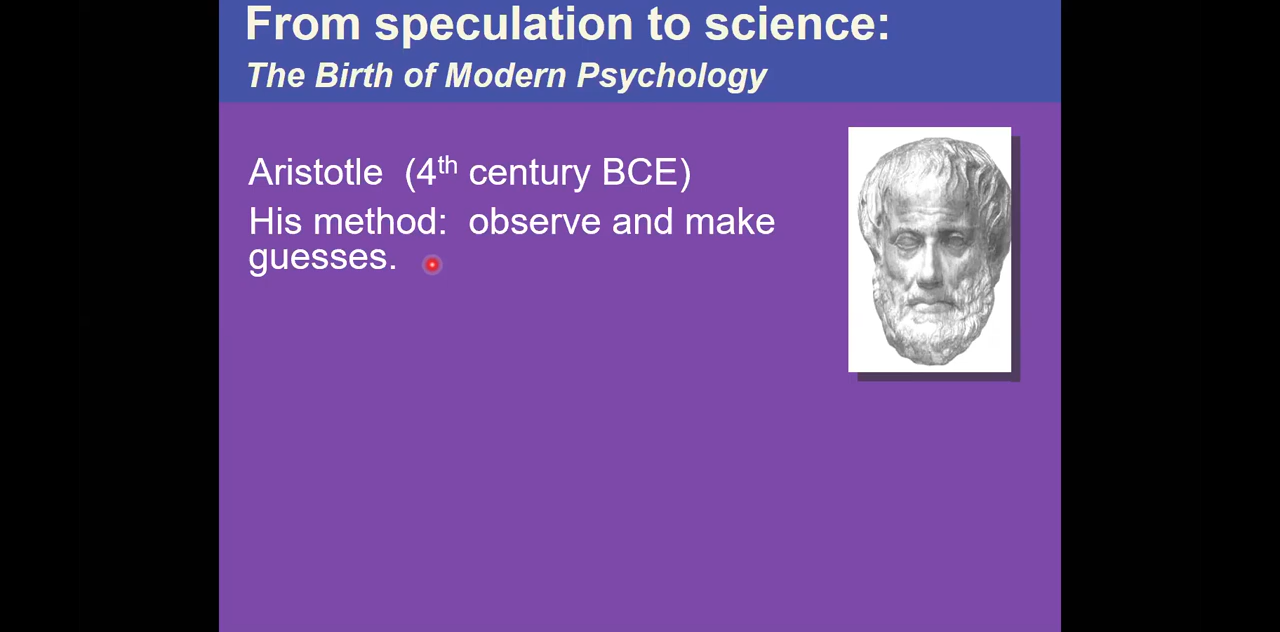 From speculation to science:
The Birth of Modern Psychology
Aristotle (4th century BCE)
His method: observe and make
guesses.